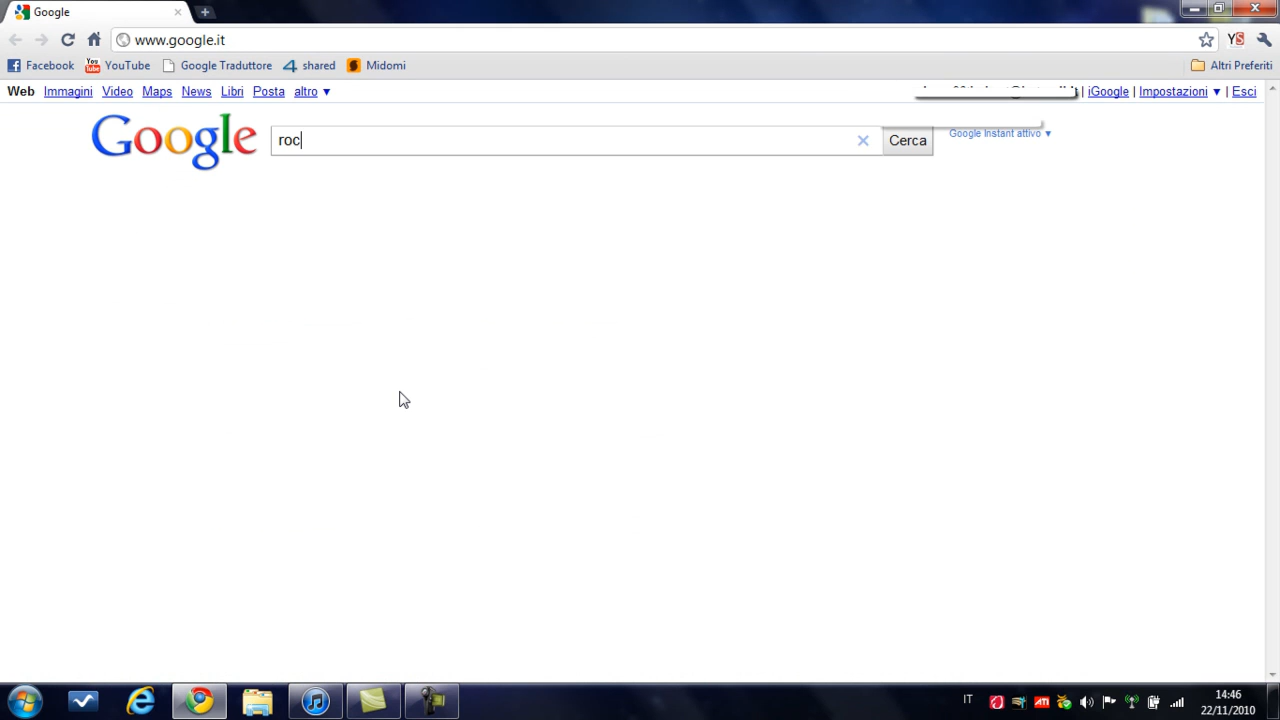 Google
www.google.it
Facebook YouTube Google Traduttore shared Midomi Altri Preferiti
Web Immagini Video Maps News Libri Posta altro ▼ | iGoogle | Impostazioni ▼ | Esci
Google roc Cerca Google Instant attivo ▼
IT 14:46
22/11/2010